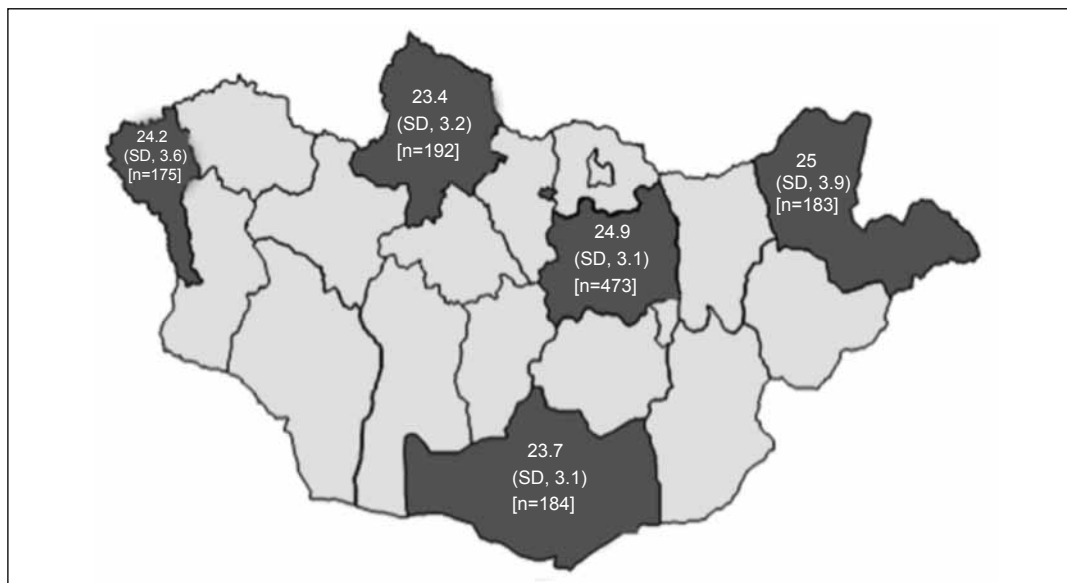 23.4
(SD, 3.2)
[n=192]
24.2
(SD, 3.6)
[n=175]
25
(SD, 3.9)
[n=183]
24.9
(SD, 3.1)
[n=473]
23.7
(SD, 3.1)
[n=184]